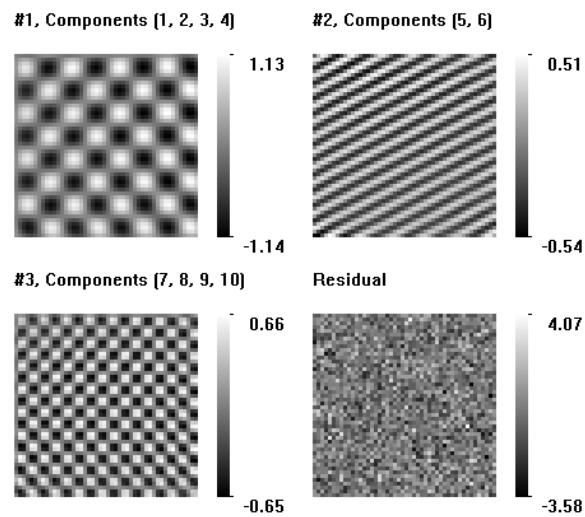 #1, Components (1, 2, 3, 4)
#2, Components (5, 6)
1.13
-1.14
0.51
-0.54
#3, Components (7, 8, 9, 10)
Residual
0.66
-0.65
4.07
-3.58